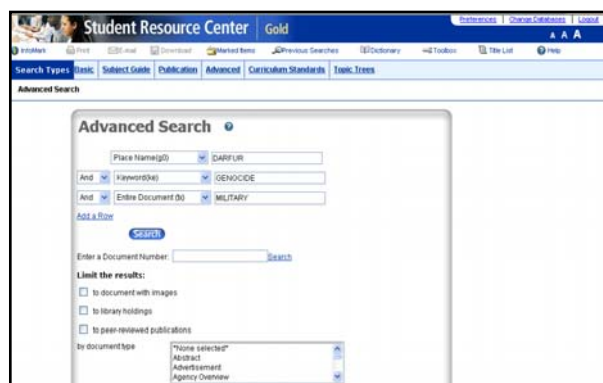 Student Resource Center Gold
Preferences Change Databases Logout
A A A
InfoMark Print E-mail Download Marked Items Previous Searches Dictionary Toolbox Title List Help
Search Types Basic Subject Guide Publication Advanced Curriculum Standards Topic Trees
Advanced Search
Advanced Search
Place Name(g0) DARFUR
And Keyword(ke) GENOCIDE
And Entire Document (tx) MILITARY
Add a Row
Search
Enter a Document Number: Search
Limit the results:
to document with images
to library holdings
to peer-reviewed publications
by document type *None selected*
Abstract
Advertisement
Agency Overview